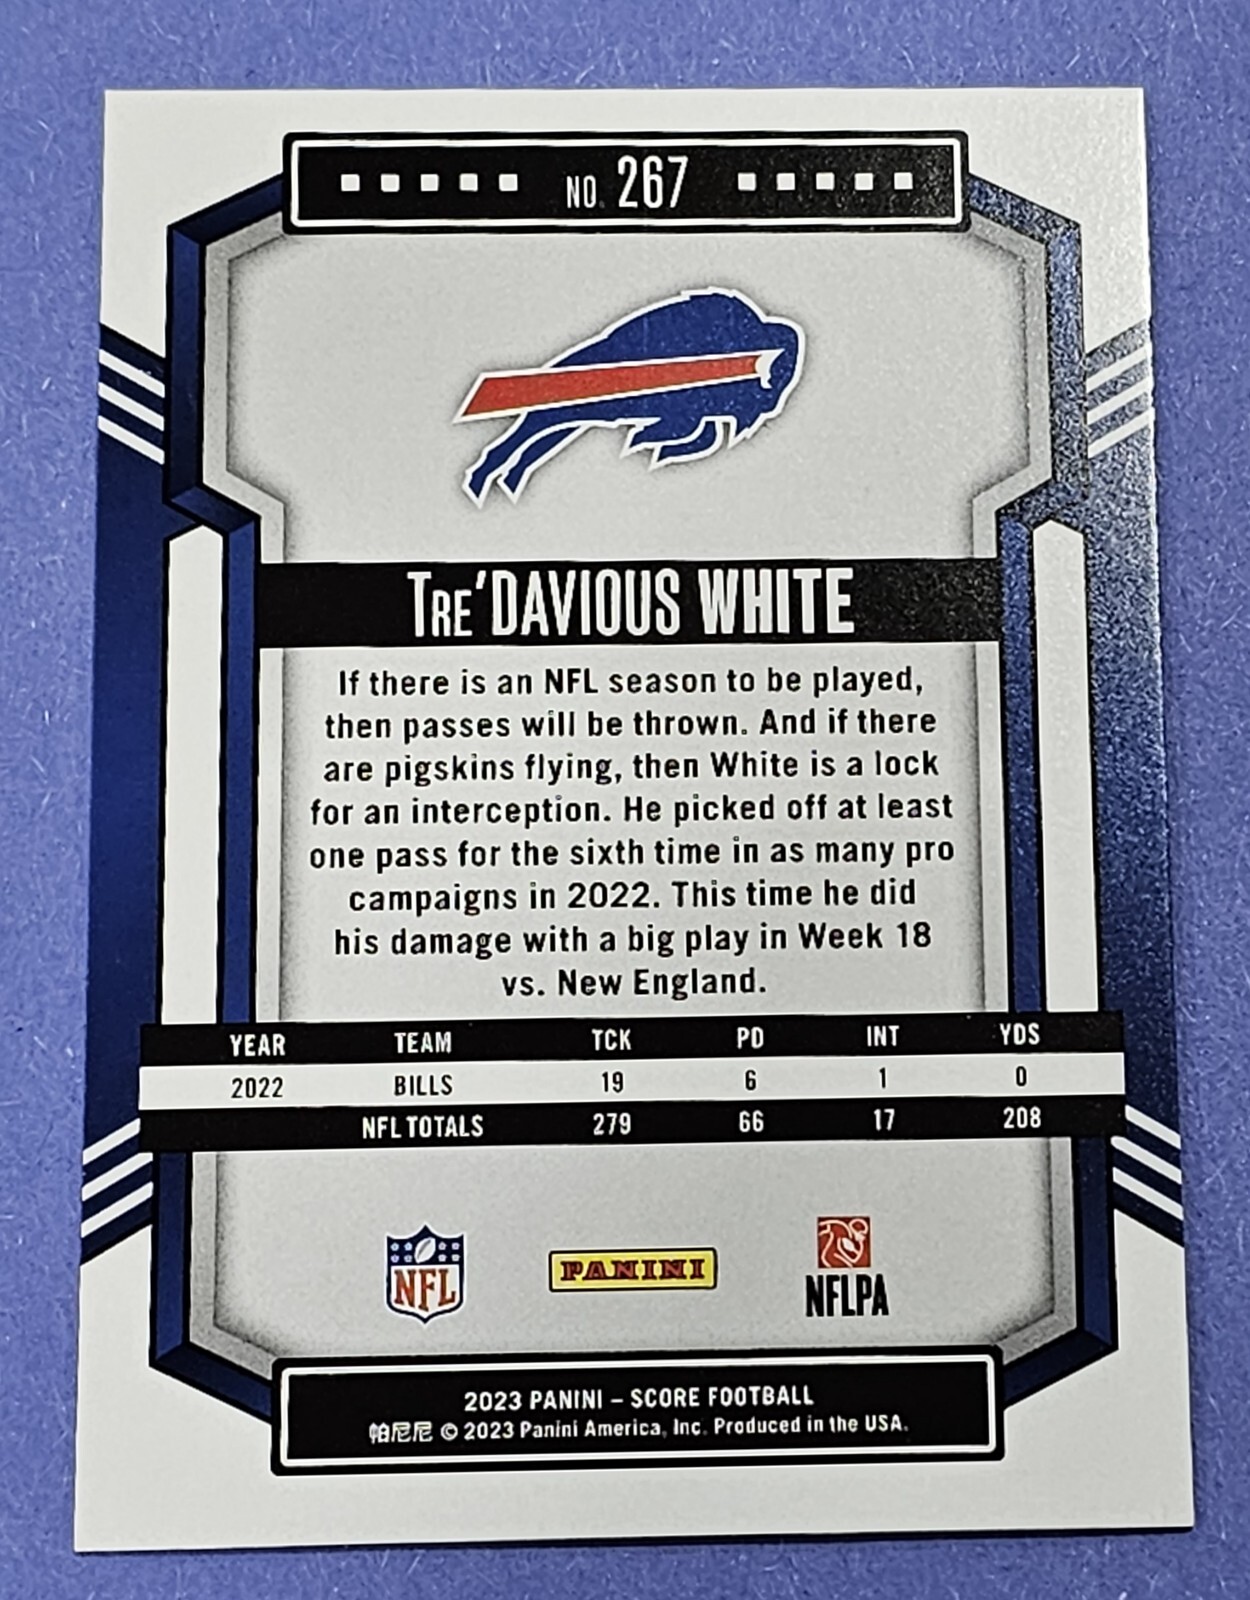 NO. 267
TRE'DAVIOUS WHITE
If there is an NFL season to be played,
then passes will be thrown. And if there
are pigskins flying, then White is a lock
for an interception. He picked off at least
one pass for the sixth time in as many pro
campaigns in 2022. This time he did
his damage with a big play in Week 18
vs. New England.
YEAR TEAM TCK PD INT YDS
2022 BILLS 19 6 1 0
NFL TOTALS 279 66 17 208
NFL PANINI NFLPA
2023 PANINI – SCORE FOOTBALL
帕尼尼 © 2023 Panini America, Inc. Produced in the USA.